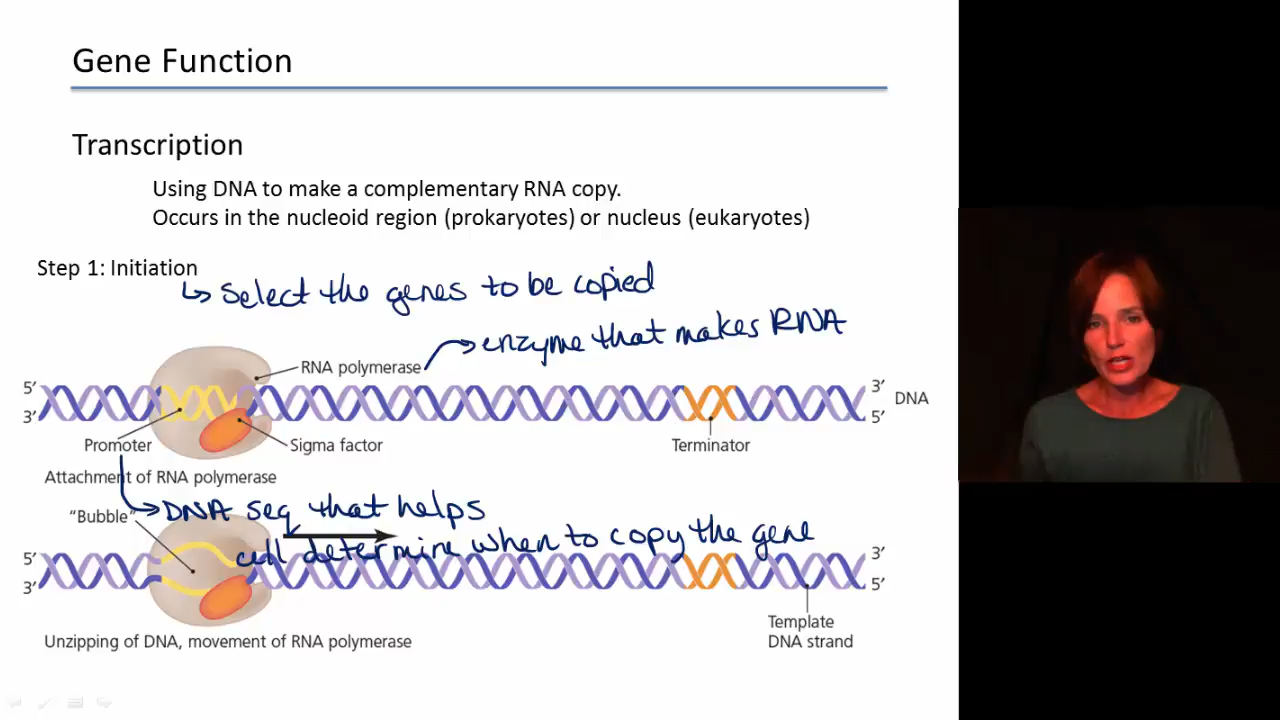 Gene Function
Transcription
Using DNA to make a complementary RNA copy.
Occurs in the nucleoid region (prokaryotes) or nucleus (eukaryotes)
Step 1: Initiation
↳ Select the genes to be copied
→ enzyme that makes RNA
RNA polymerase
5′ 3′
DNA
3′ 5′
Promoter Sigma factor Terminator
Attachment of RNA polymerase
→ DNA seq that helps
"Bubble"
cell determine when to copy the gene
5′ 3′
3′ 5′
Template
DNA strand
Unzipping of DNA, movement of RNA polymerase